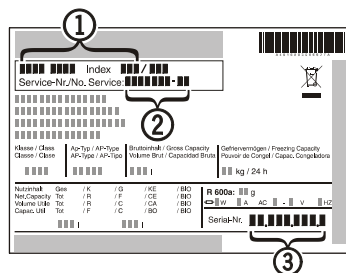 1
Index /
Service-Nr./No. Service: -
2
Klasse / Class
Classe / Clase
Ap-Typ / AP-Type
AP-Type / AP-Tipo
Bruttoinhalt / Gross Capacity
Volume Brut / Capacidad Bruta
I
Gefriervermögen / Freezing Capacity
Pouvoir de Congel / Capac. Congeladora
kg / 24 h
Nutzinhalt Ges / K / G / KE / BIO
Net.Capacity Tot / R / F / CE / BIO
Volume Utile Tot / R / C / CA / BIO
Capac. Util Tot / F / C / BO / BIO
I I
R 600a: g
W A AC - V HZ
Serial-Nr.
3